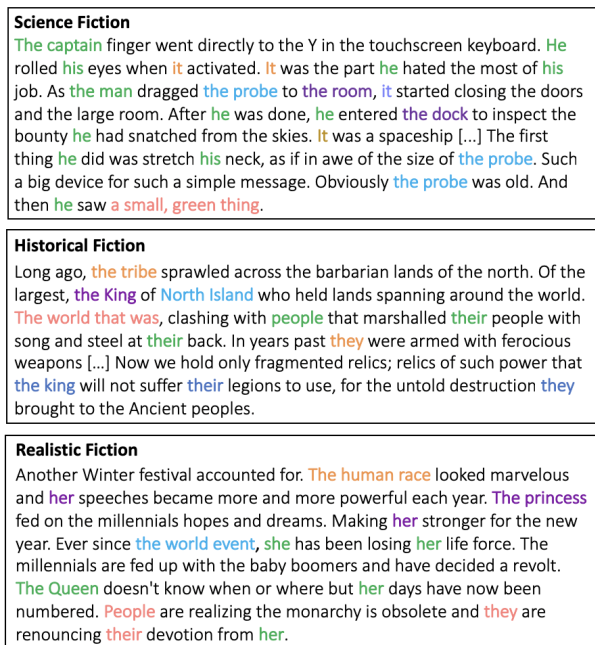 Science Fiction
The captain finger went directly to the Y in the touchscreen keyboard. He
rolled his eyes when it activated. It was the part he hated the most of his
job. As the man dragged the probe to the room, it started closing the doors
and the large room. After he was done, he entered the dock to inspect the
bounty he had snatched from the skies. It was a spaceship [...] The first
thing he did was stretch his neck, as if in awe of the size of the probe. Such
a big device for such a simple message. Obviously the probe was old. And
then he saw a small, green thing.
Historical Fiction
Long ago, the tribe sprawled across the barbarian lands of the north. Of the
largest, the King of North Island who held lands spanning around the world.
The world that was, clashing with people that marshalled their people with
song and steel at their back. In years past they were armed with ferocious
weapons [...] Now we hold only fragmented relics; relics of such power that
the king will not suffer their legions to use, for the untold destruction they
brought to the Ancient peoples.
Realistic Fiction
Another Winter festival accounted for. The human race looked marvelous
and her speeches became more and more powerful each year. The princess
fed on the millennials hopes and dreams. Making her stronger for the new
year. Ever since the world event, she has been losing her life force. The
millennials are fed up with the baby boomers and have decided a revolt.
The Queen doesn't know when or where but her days have now been
numbered. People are realizing the monarchy is obsolete and they are
renouncing their devotion from her.